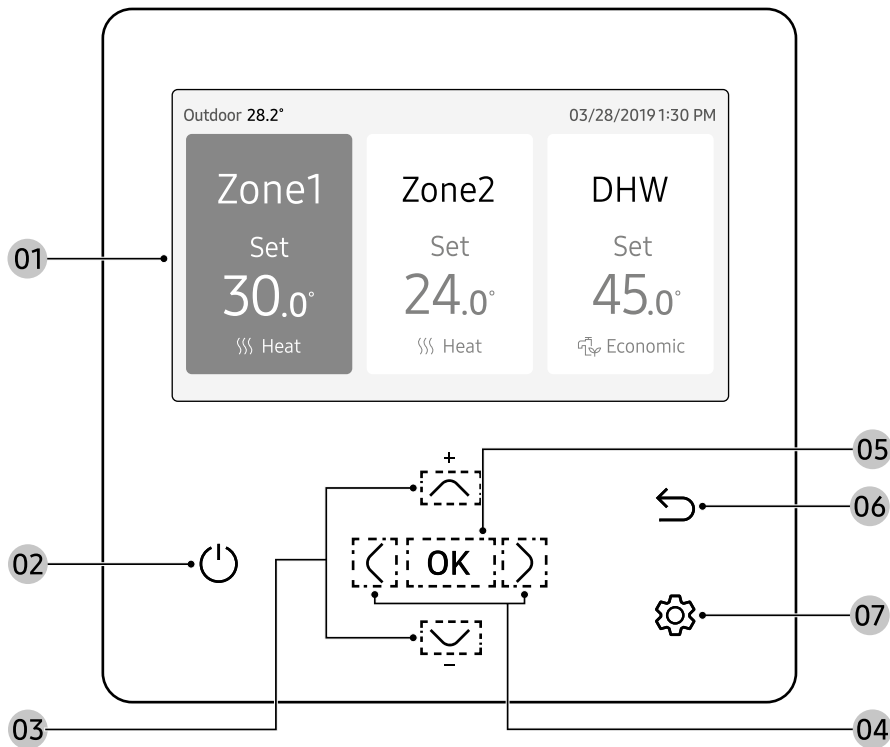 Outdoor 28.2° 03/28/2019 1:30 PM
Zone1 Zone2 DHW
Set Set Set
30.0° 24.0° 45.0°
Heat Heat Economic
01
+
05
06
02
OK
07
−
03
04